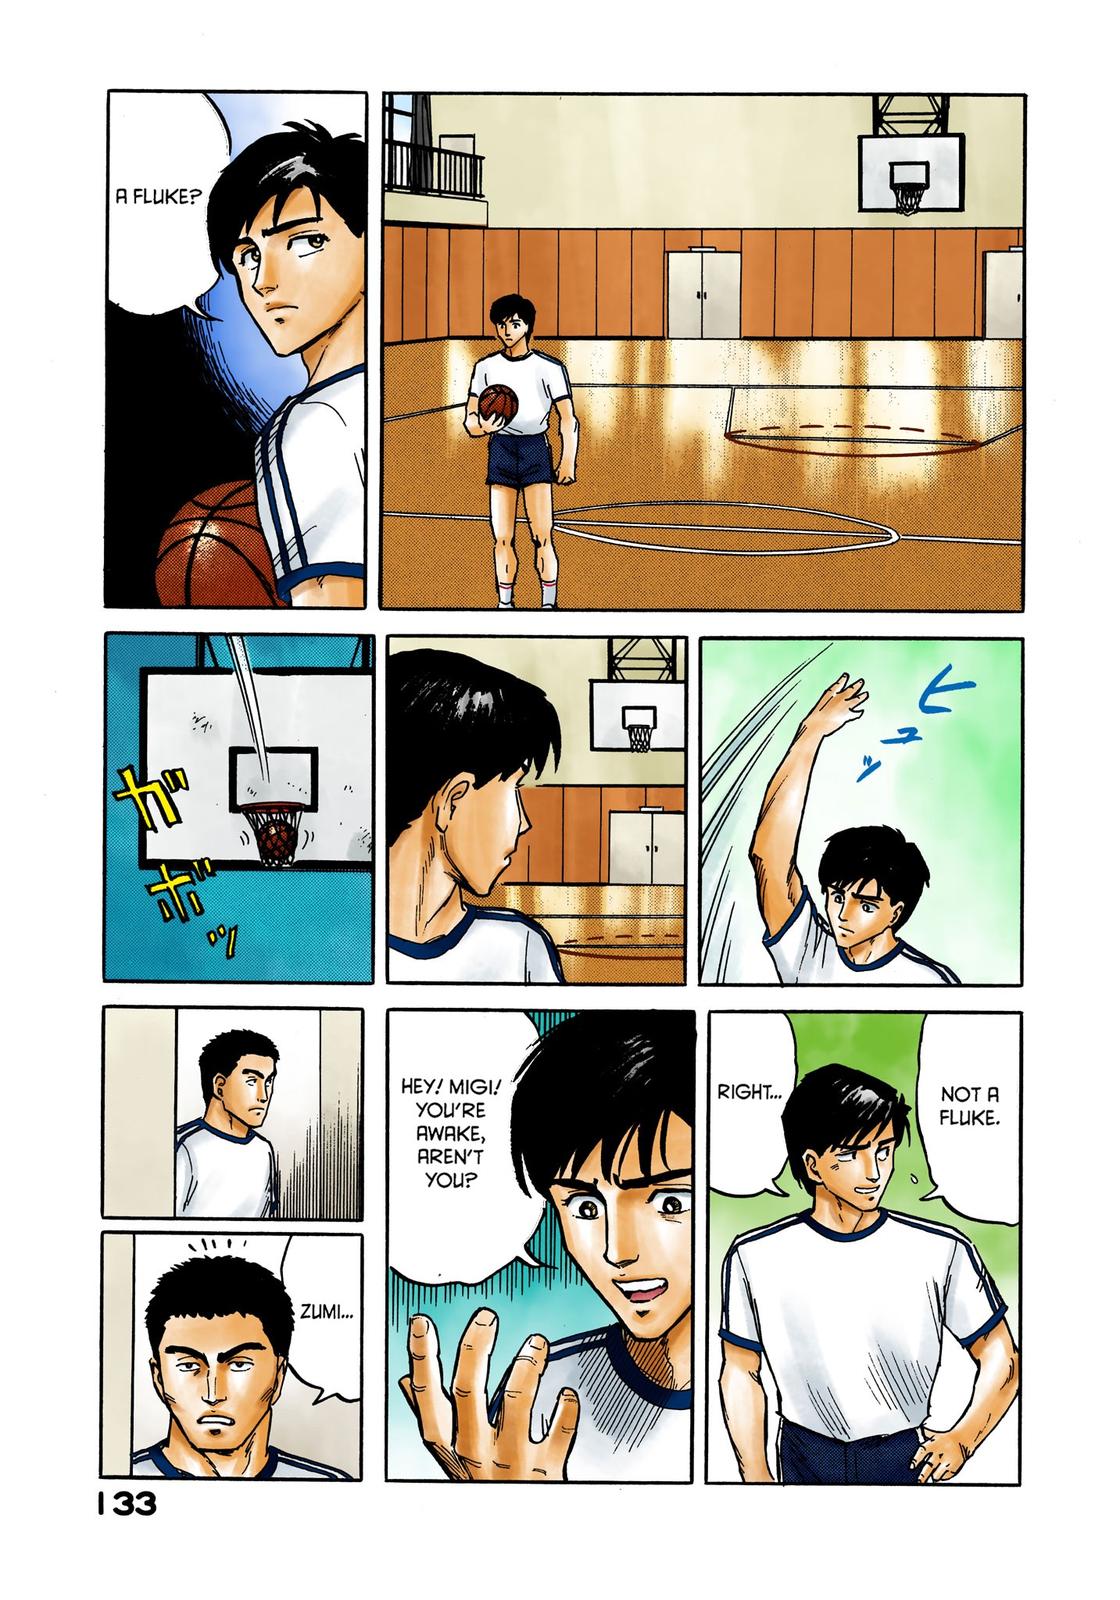 A FLUKE?
ヒュッ
ガボッ
NOT A
FLUKE.
RIGHT...
HEY! MIGI!
YOU'RE
AWAKE,
AREN'T
YOU?
ZUMI...
133